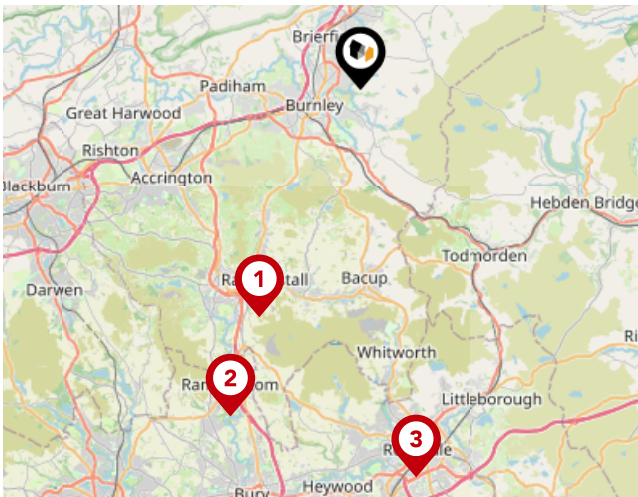 Brierfi
Padiham
Burnley
Great Harwood
Rishton
Blackburn
Accrington
Hebden Bridge
Todmorden
1
Ra tall
Bacup
Darwen
Ri
Whitworth
2
Ram om
Littleborough
3
R le
Heywood
Bury